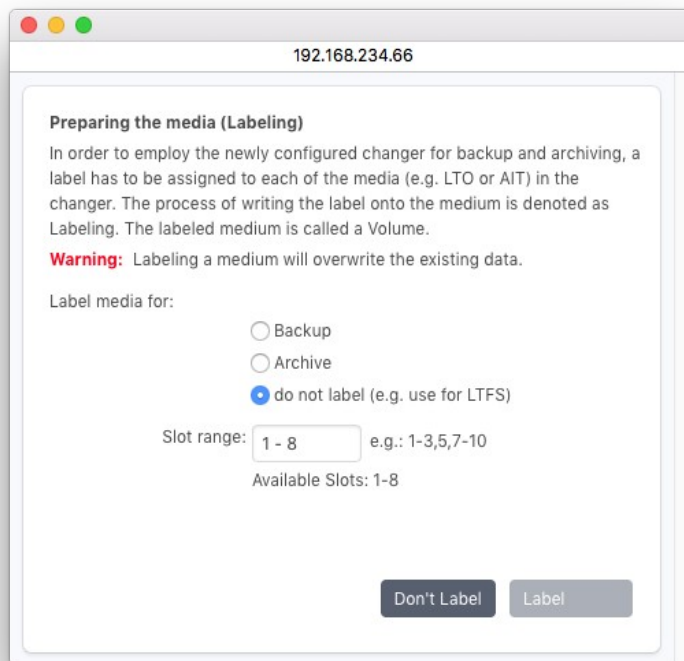 192.168.234.66
Preparing the media (Labeling)
In order to employ the newly configured changer for backup and archiving, a
label has to be assigned to each of the media (e.g. LTO or AIT) in the
changer. The process of writing the label onto the medium is denoted as
Labeling. The labeled medium is called a Volume.
Warning: Labeling a medium will overwrite the existing data.
Label media for:
Backup
Archive
do not label (e.g. use for LTFS)
Slot range: 1 - 8 e.g.: 1-3,5,7-10
Available Slots: 1-8
Don't Label Label